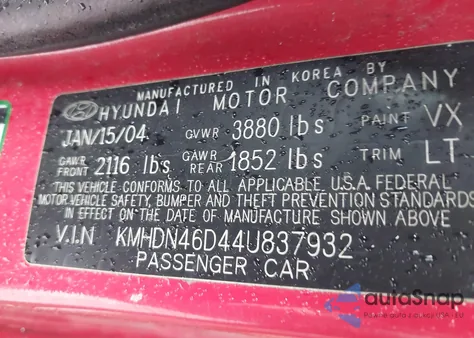 MANUFACTURED IN KOREA BY
HYUNDAI MOTOR COMPANY
JAN/15/04 GVWR 3880 lbs PAINT VX
GAWR FRONT 2116 lbs GAWR REAR 1852 lbs TRIM LT
THIS VEHICLE CONFORMS TO ALL APPLICABLE U.S.A. FEDERAL
MOTOR VEHICLE SAFETY, BUMPER AND THEFT PREVENTION STANDARDS
IN EFFECT ON THE DATE OF MANUFACTURE SHOWN ABOVE
V.I.N KMHDN46D44U837932
PASSENGER CAR
autoSnap